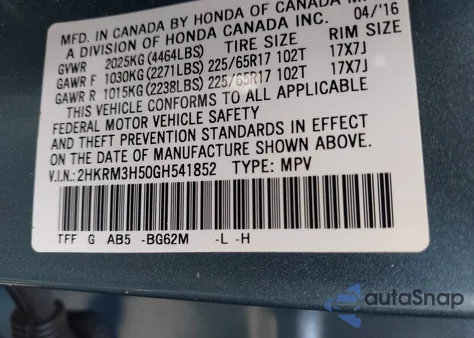 MFD. IN CANADA BY HONDA OF CANADA
A DIVISION OF HONDA CANADA INC. 04/'16
GVWR 2025KG(4464LBS) TIRE SIZE RIM SIZE
GAWR F 1030KG(2271LBS) 225/65R17 102T 17X7J
GAWR R 1015KG(2238LBS) 225/65R17 102T 17X7J
THIS VEHICLE CONFORMS TO ALL APPLICABLE
FEDERAL MOTOR VEHICLE SAFETY
AND THEFT PREVENTION STANDARDS IN EFFECT
ON THE DATE OF MANUFACTURE SHOWN ABOVE.
V.I.N.: 2HKRM3H50GH541852 TYPE: MPV
TFF G AB5 -BG62M -L -H
autoSnap